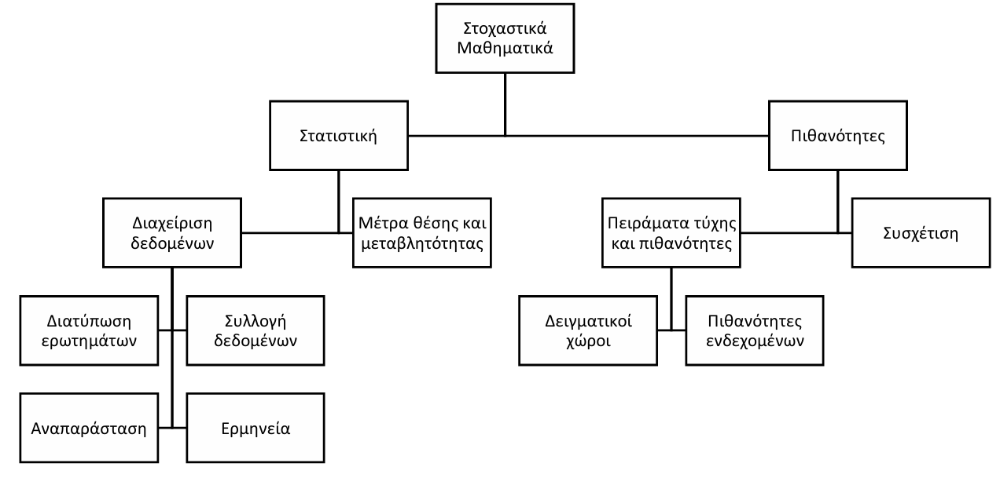 Στοχαστικά
Μαθηματικά
Στατιστική
Πιθανότητες
Διαχείριση
δεδομένων
Μέτρα θέσης και
μεταβλητότητας
Πειράματα τύχης
και πιθανότητες
Συσχέτιση
Διατύπωση
ερωτημάτων
Συλλογή
δεδομένων
Δειγματικοί
χώροι
Πιθανότητες
ενδεχομένων
Αναπαράσταση
Ερμηνεία